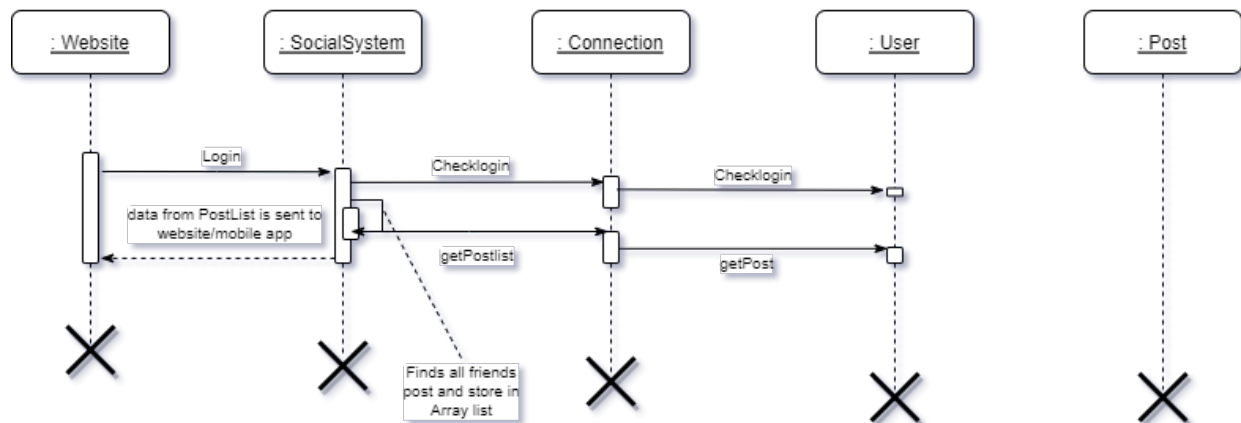 : Website
: SocialSystem
: Connection
: User
: Post
Login
Checklogin
Checklogin
data from PostList is sent to
website/mobile app
getPostlist
getPost
Finds all friends
post and store in
Array list